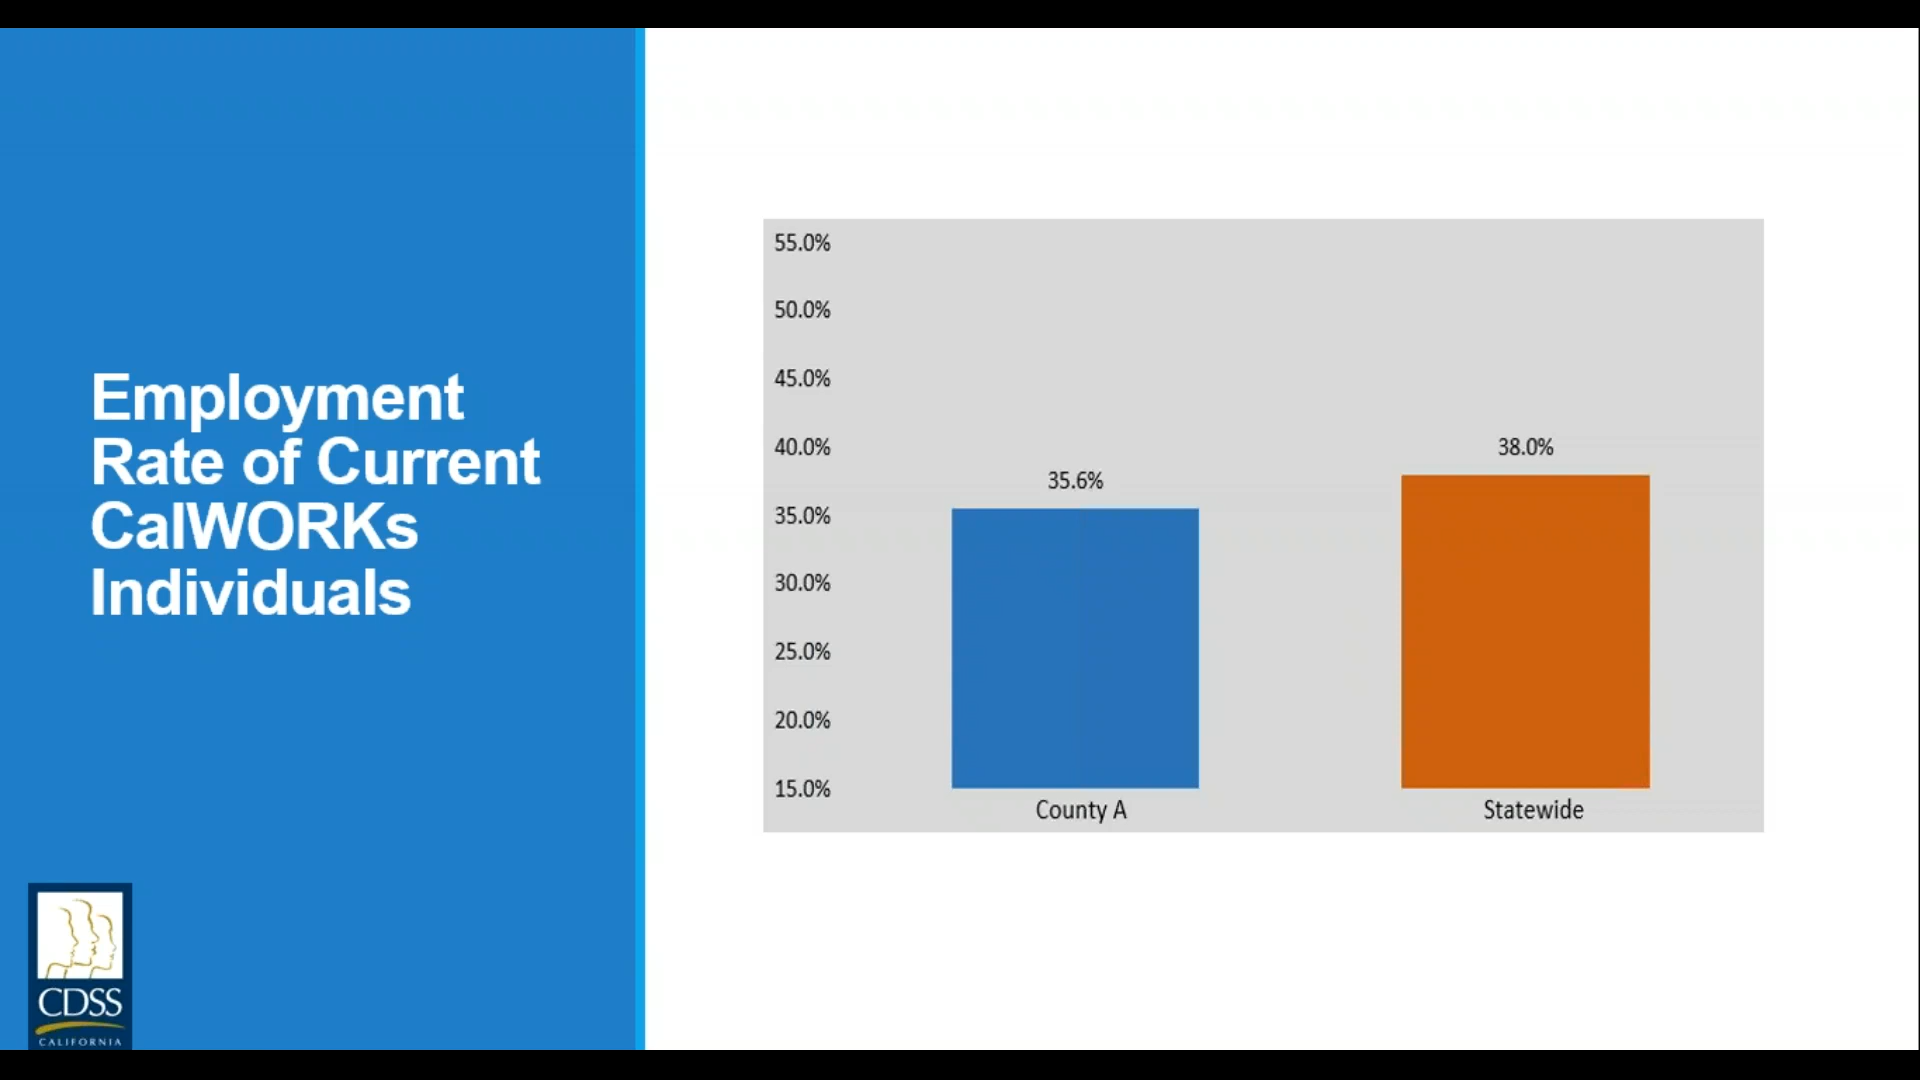 Employment
Rate of Current
CalWORKs
Individuals
CDSS
CALIFORNIA
55.0%
50.0%
45.0%
40.0%
35.0%
30.0%
25.0%
20.0%
15.0%
35.6%
38.0%
County A
Statewide